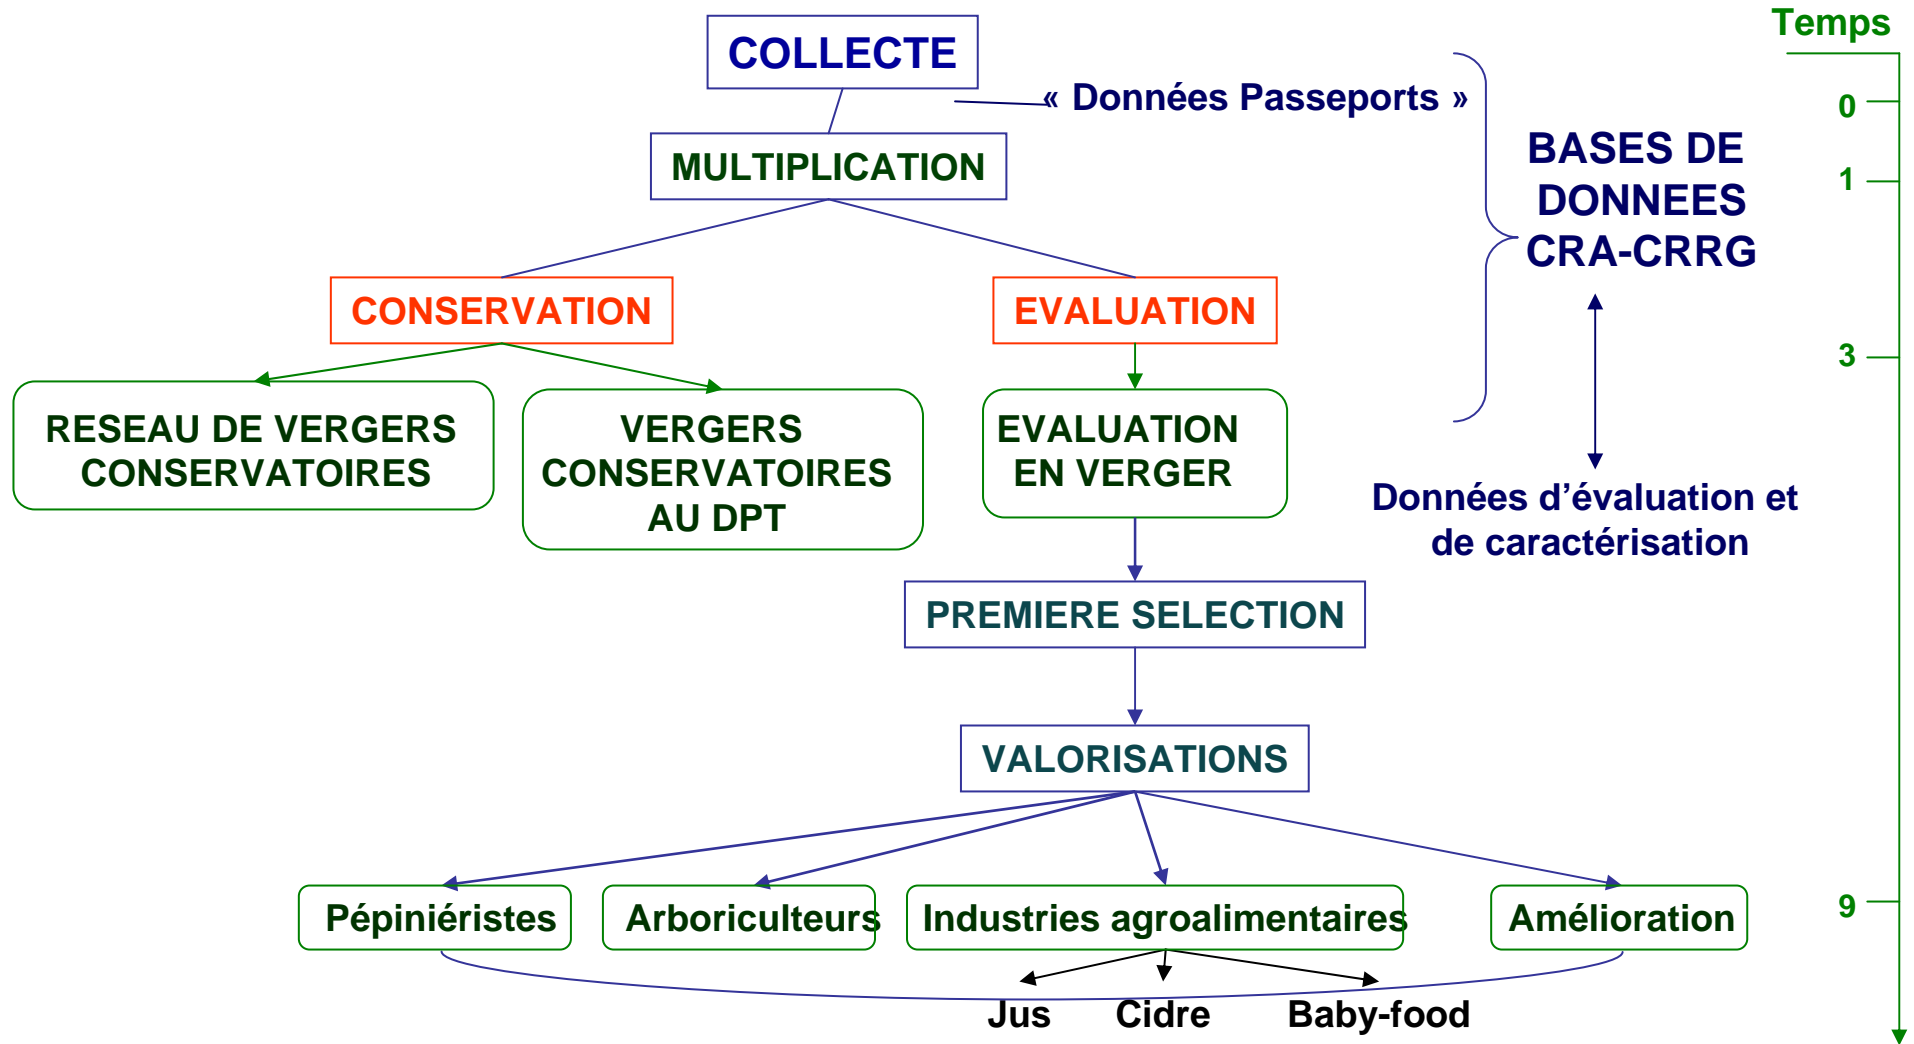 Temps
COLLECTE
« Données Passeports »
0
MULTIPLICATION
BASES DE
DONNEES
CRA-CRRG
1
CONSERVATION
EVALUATION
3
RESEAU DE VERGERS
CONSERVATOIRES
VERGERS
CONSERVATOIRES
AU DPT
EVALUATION
EN VERGER
Données d’évaluation et
de caractérisation
PREMIERE SELECTION
VALORISATIONS
Pépiniéristes
Arboriculteurs
Industries agroalimentaires
Amélioration
9
Jus
Cidre
Baby-food